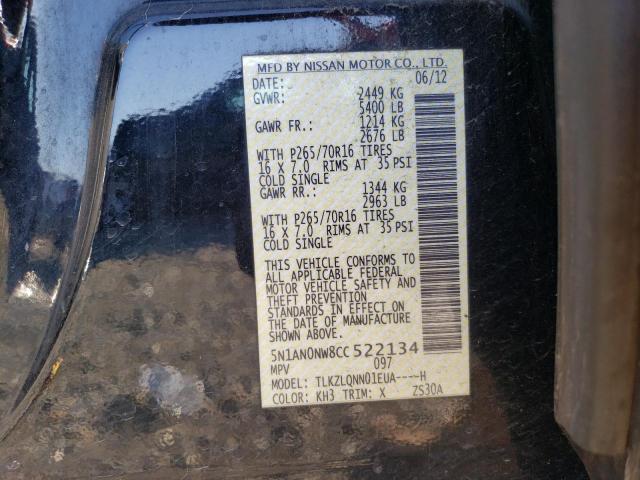 MFD BY NISSAN MOTOR CO., LTD.
DATE: 06/12
GVWR: 2449 KG
5400 LB
GAWR FR.: 1214 KG
2676 LB
WITH P265/70R16 TIRES
16 X 7.0 RIMS AT 35 PSI
COLD SINGLE
GAWR RR.: 1344 KG
2963 LB
WITH P265/70R16 TIRES
16 X 7.0 RIMS AT 35 PSI
COLD SINGLE
THIS VEHICLE CONFORMS TO
ALL APPLICABLE FEDERAL
MOTOR VEHICLE SAFETY AND
THEFT PREVENTION
STANDARDS IN EFFECT ON
THE DATE OF MANUFACTURE
SHOWN ABOVE.
5N1AN0NW8CC522134
MPV 097
MODEL: TLKZLQNN01EUA----H
COLOR: KH3 TRIM: X ZS30A